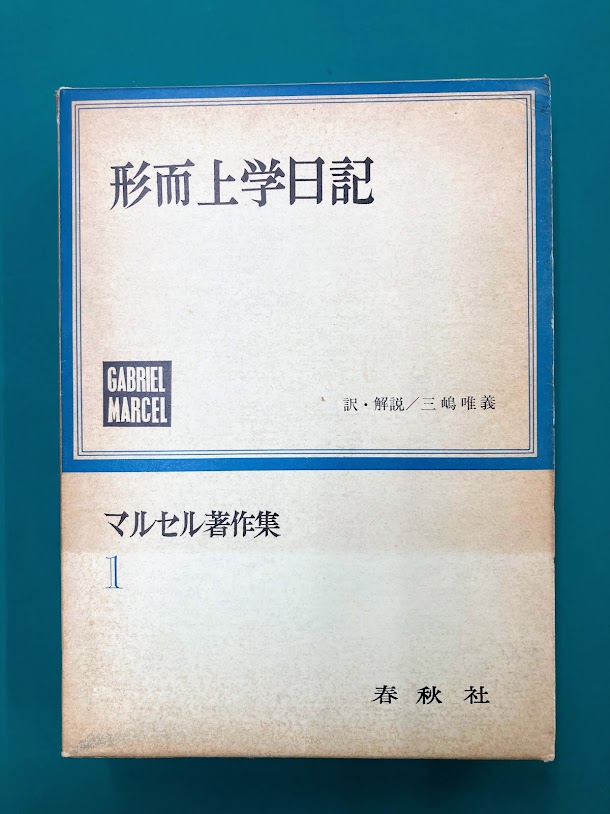 形而上学日記
GABRIEL
MARCEL
訳・解説／三嶋唯義
マルセル著作集
1
春秋社